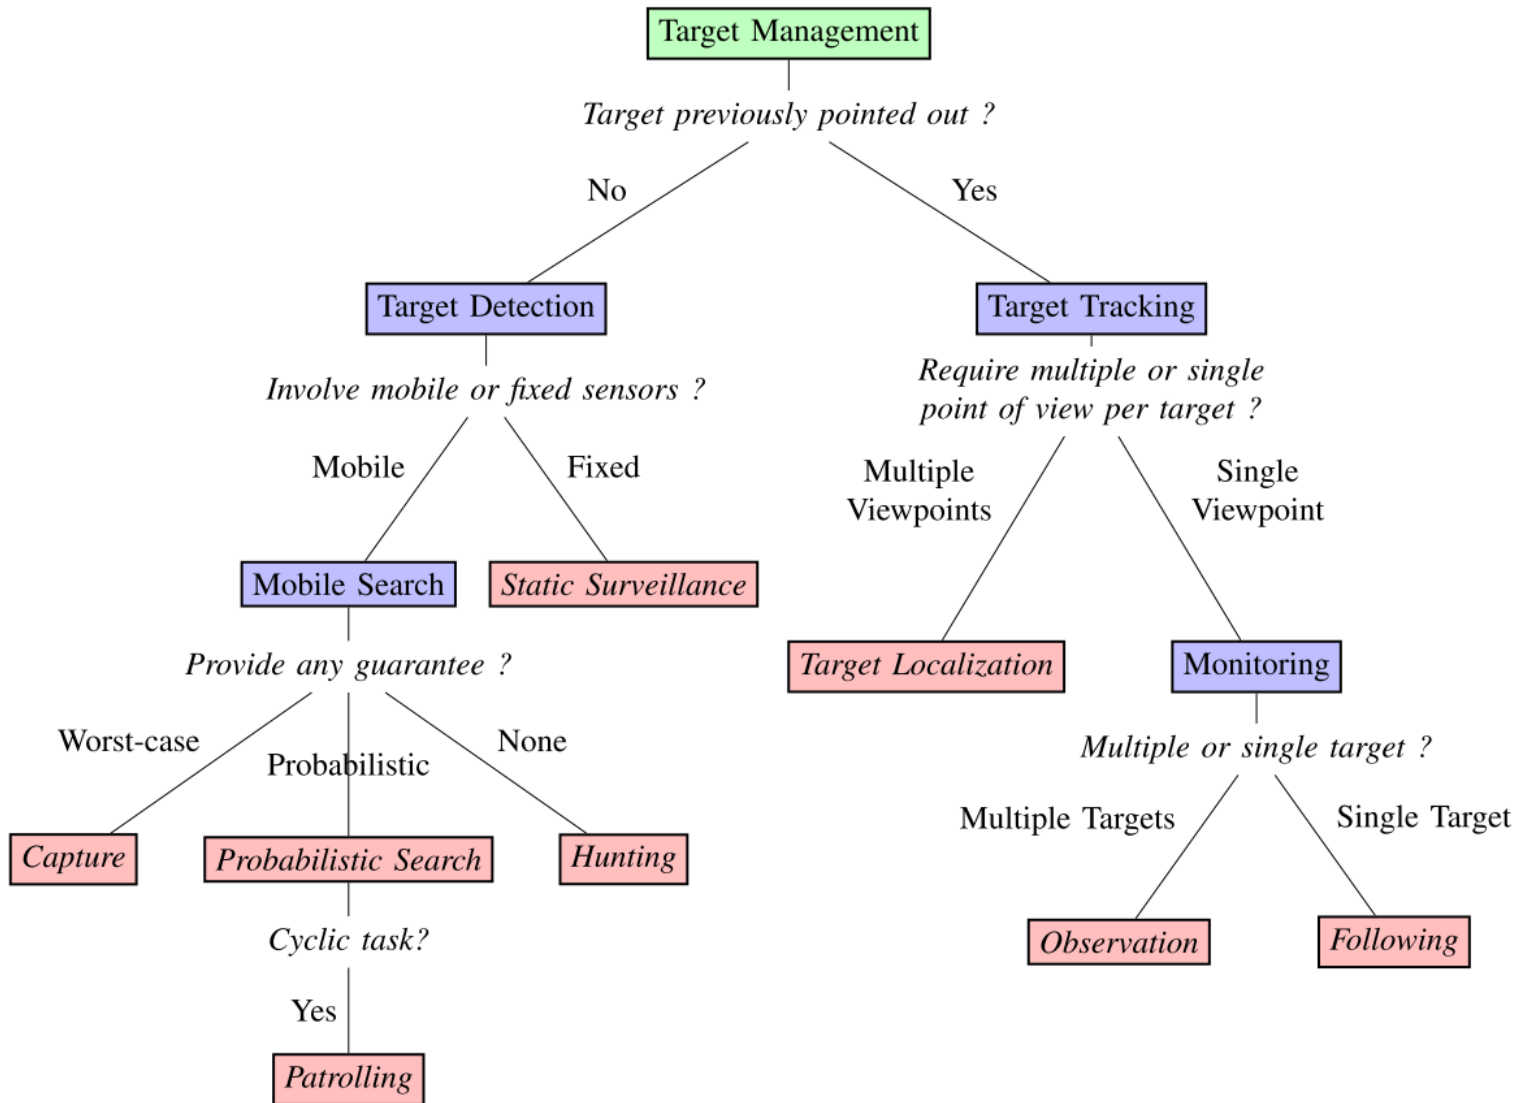 Target Management
Target previously pointed out ?
No
Yes
Target Detection
Target Tracking
Involve mobile or fixed sensors ?
Require multiple or single
point of view per target ?
Mobile
Fixed
Multiple
Viewpoints
Single
Viewpoint
Mobile Search
Static Surveillance
Target Localization
Monitoring
Provide any guarantee ?
Multiple or single target ?
Worst-case
Probabilistic
None
Multiple Targets
Single Target
Capture
Probabilistic Search
Hunting
Observation
Following
Cyclic task?
Yes
Patrolling